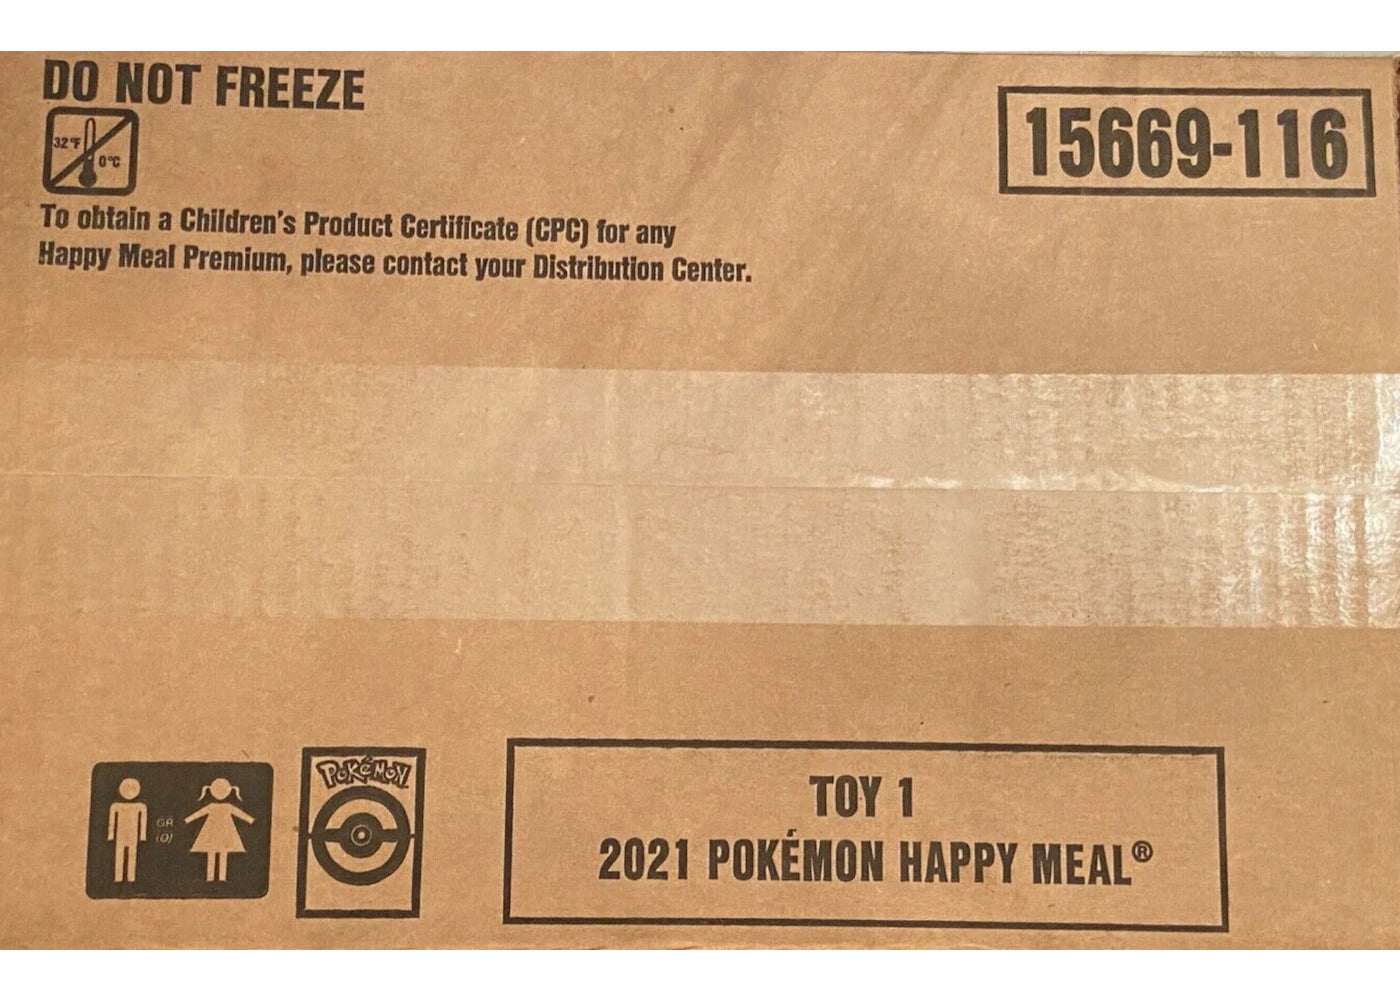 DO NOT FREEZE
15669-116
32°F
0°C
To obtain a Children's Product Certificate (CPC) for any
Happy Meal Premium, please contact your Distribution Center.
GR
(O)
POKÉMON
TOY 1
2021 POKÉMON HAPPY MEAL®